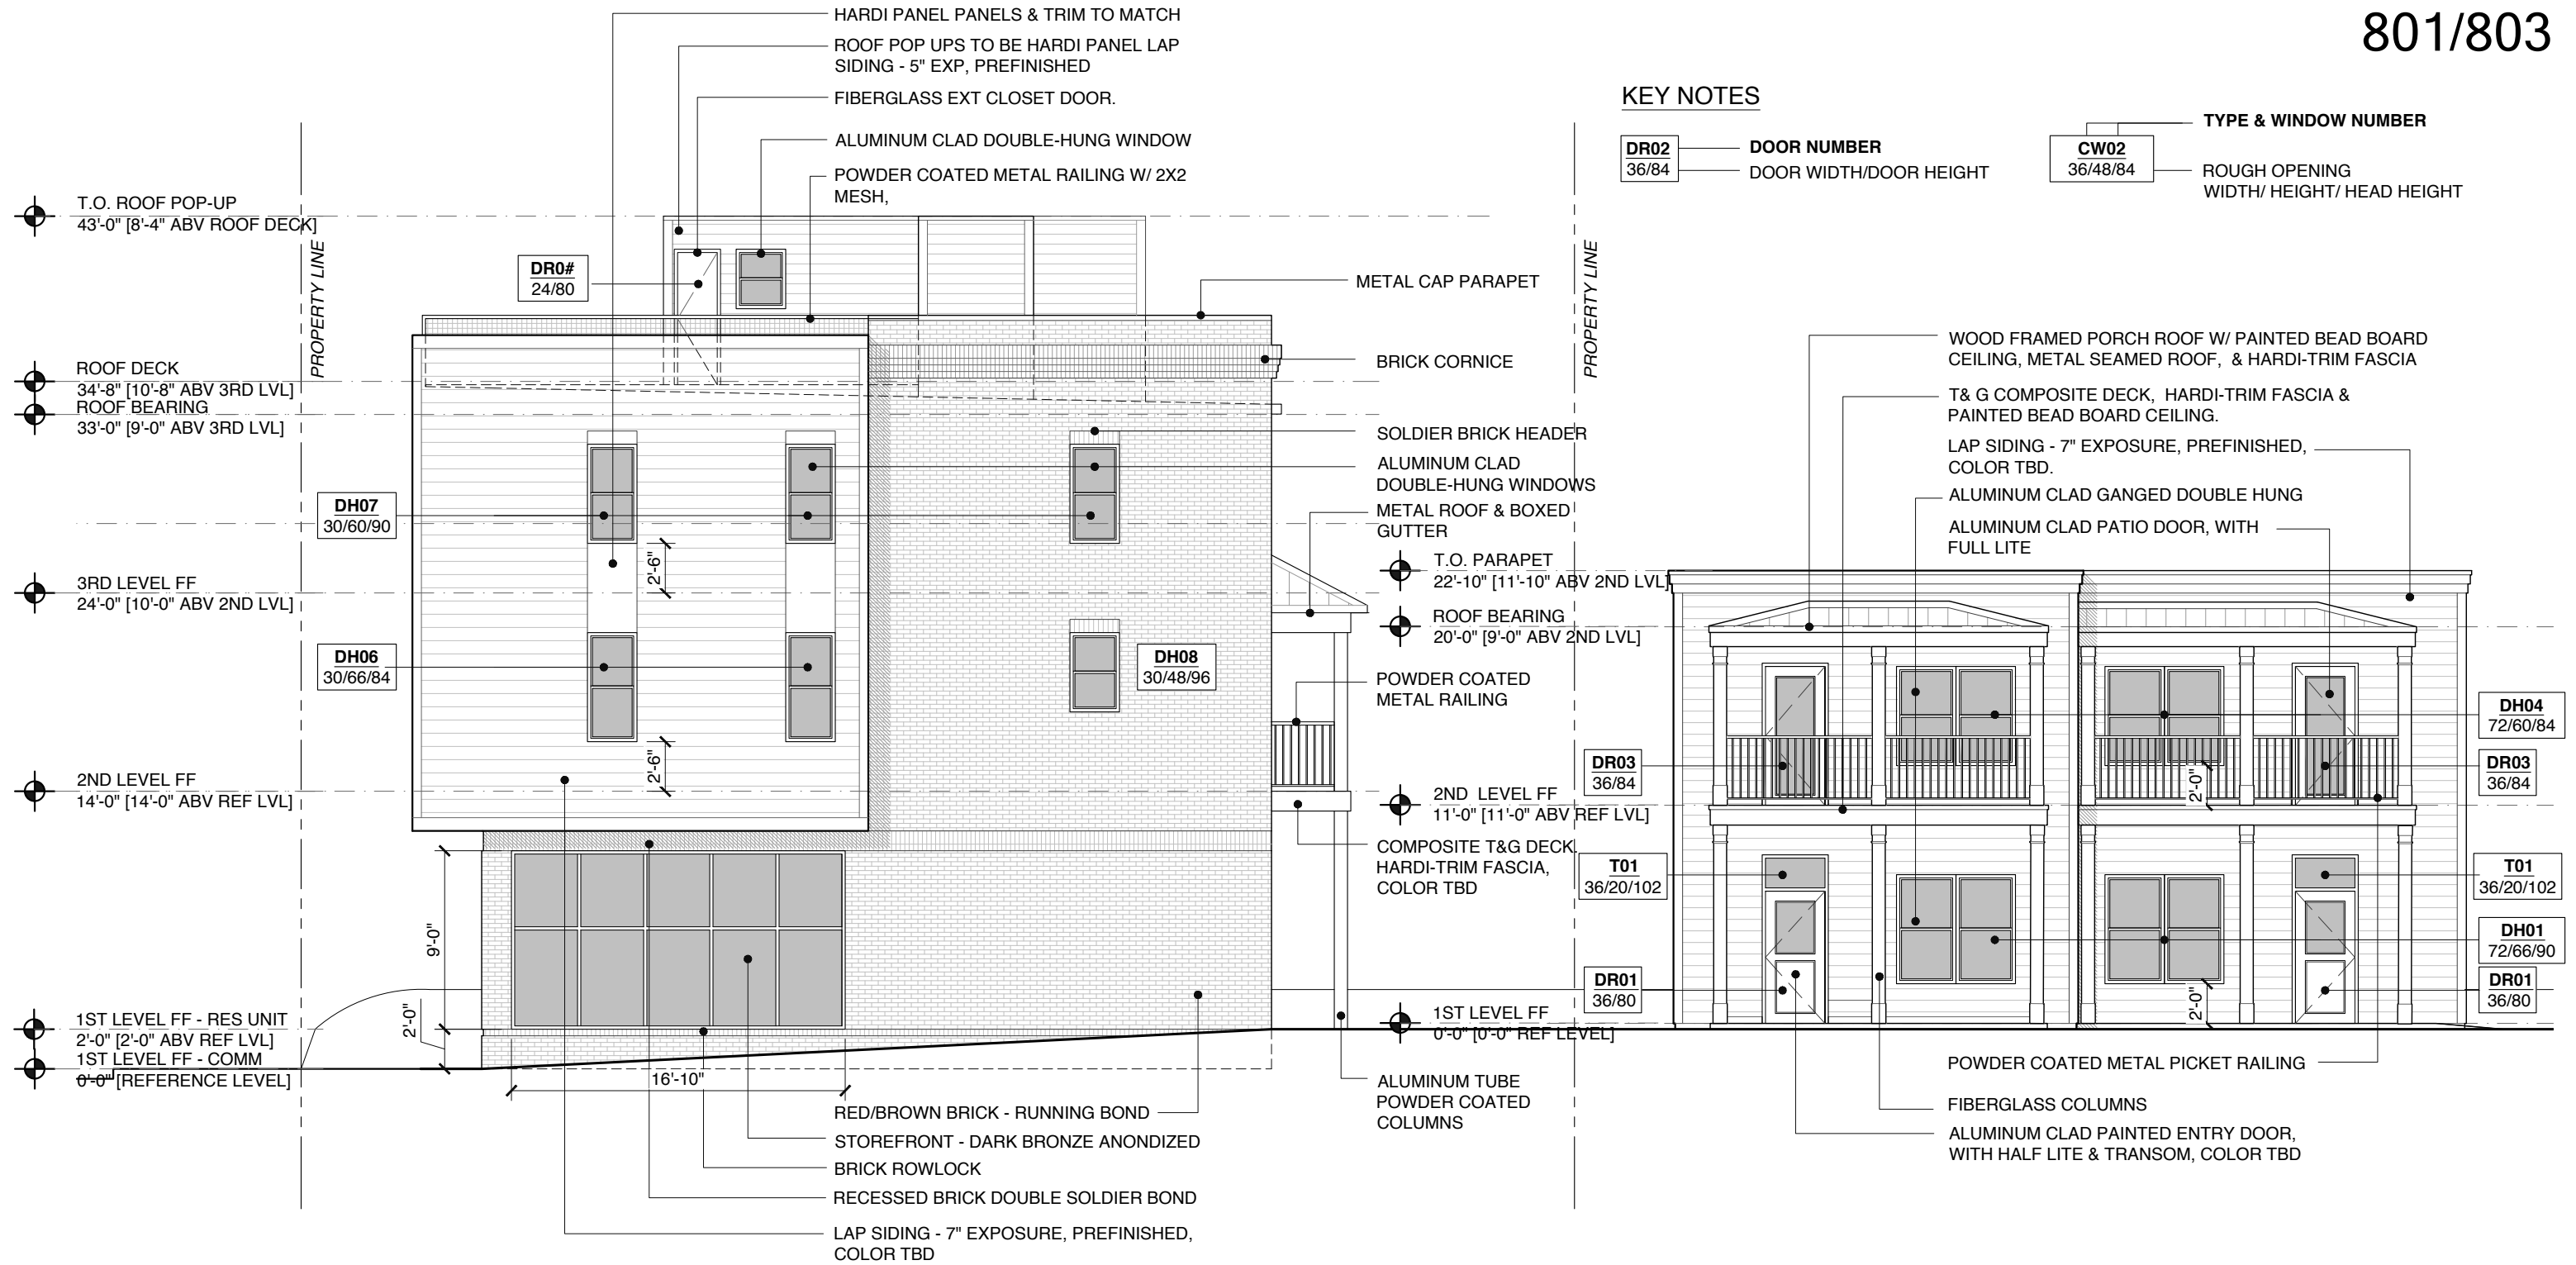 801/803
HARDI PANEL PANELS & TRIM TO MATCH
ROOF POP UPS TO BE HARDI PANEL LAP
SIDING - 5" EXP, PREFINISHED
FIBERGLASS EXT CLOSET DOOR.
ALUMINUM CLAD DOUBLE-HUNG WINDOW
POWDER COATED METAL RAILING W/ 2X2
MESH,
KEY NOTES
DR02
36/84
DOOR NUMBER
DOOR WIDTH/DOOR HEIGHT
CW02
36/48/84
TYPE & WINDOW NUMBER
ROUGH OPENING
WIDTH/ HEIGHT/ HEAD HEIGHT
T.O. ROOF POP-UP
43'-0" [8'-4" ABV ROOF DECK]
PROPERTY LINE
DR0#
24/80
METAL CAP PARAPET
PROPERTY LINE
BRICK CORNICE
ROOF DECK
34'-8" [10'-8" ABV 3RD LVL]
ROOF BEARING
33'-0" [9'-0" ABV 3RD LVL]
SOLDIER BRICK HEADER
ALUMINUM CLAD
DOUBLE-HUNG WINDOWS
METAL ROOF & BOXED
GUTTER
DH07
30/60/90
2'-6"
3RD LEVEL FF
24'-0" [10'-0" ABV 2ND LVL]
DH06
30/66/84
DH08
30/48/96
2'-6"
2ND LEVEL FF
14'-0" [14'-0" ABV REF LVL]
T.O. PARAPET
22'-10" [11'-10" ABV 2ND LVL]
ROOF BEARING
20'-0" [9'-0" ABV 2ND LVL]
POWDER COATED
METAL RAILING
2ND LEVEL FF
11'-0" [11'-0" ABV REF LVL]
COMPOSITE T&G DECK.
HARDI-TRIM FASCIA,
COLOR TBD
9'-0"
2'-0"
1ST LEVEL FF - RES UNIT
2'-0" [2'-0" ABV REF LVL]
1ST LEVEL FF - COMM
0'-0" [REFERENCE LEVEL]
16'-10"
1ST LEVEL FF
0'-0" [0'-0" REF LEVEL]
ALUMINUM TUBE
POWDER COATED
COLUMNS
RED/BROWN BRICK - RUNNING BOND
STOREFRONT - DARK BRONZE ANONDIZED
BRICK ROWLOCK
RECESSED BRICK DOUBLE SOLDIER BOND
LAP SIDING - 7" EXPOSURE, PREFINISHED,
COLOR TBD
WOOD FRAMED PORCH ROOF W/ PAINTED BEAD BOARD
CEILING, METAL SEAMED ROOF, & HARDI-TRIM FASCIA
T& G COMPOSITE DECK, HARDI-TRIM FASCIA &
PAINTED BEAD BOARD CEILING.
LAP SIDING - 7" EXPOSURE, PREFINISHED,
COLOR TBD.
ALUMINUM CLAD GANGED DOUBLE HUNG
ALUMINUM CLAD PATIO DOOR, WITH
FULL LITE
DH04
72/60/84
DR03
36/84
DR03
36/84
2'-0"
T01
36/20/102
T01
36/20/102
DH01
72/66/90
DR01
36/80
DR01
36/80
2'-0"
POWDER COATED METAL PICKET RAILING
FIBERGLASS COLUMNS
ALUMINUM CLAD PAINTED ENTRY DOOR,
WITH HALF LITE & TRANSOM, COLOR TBD